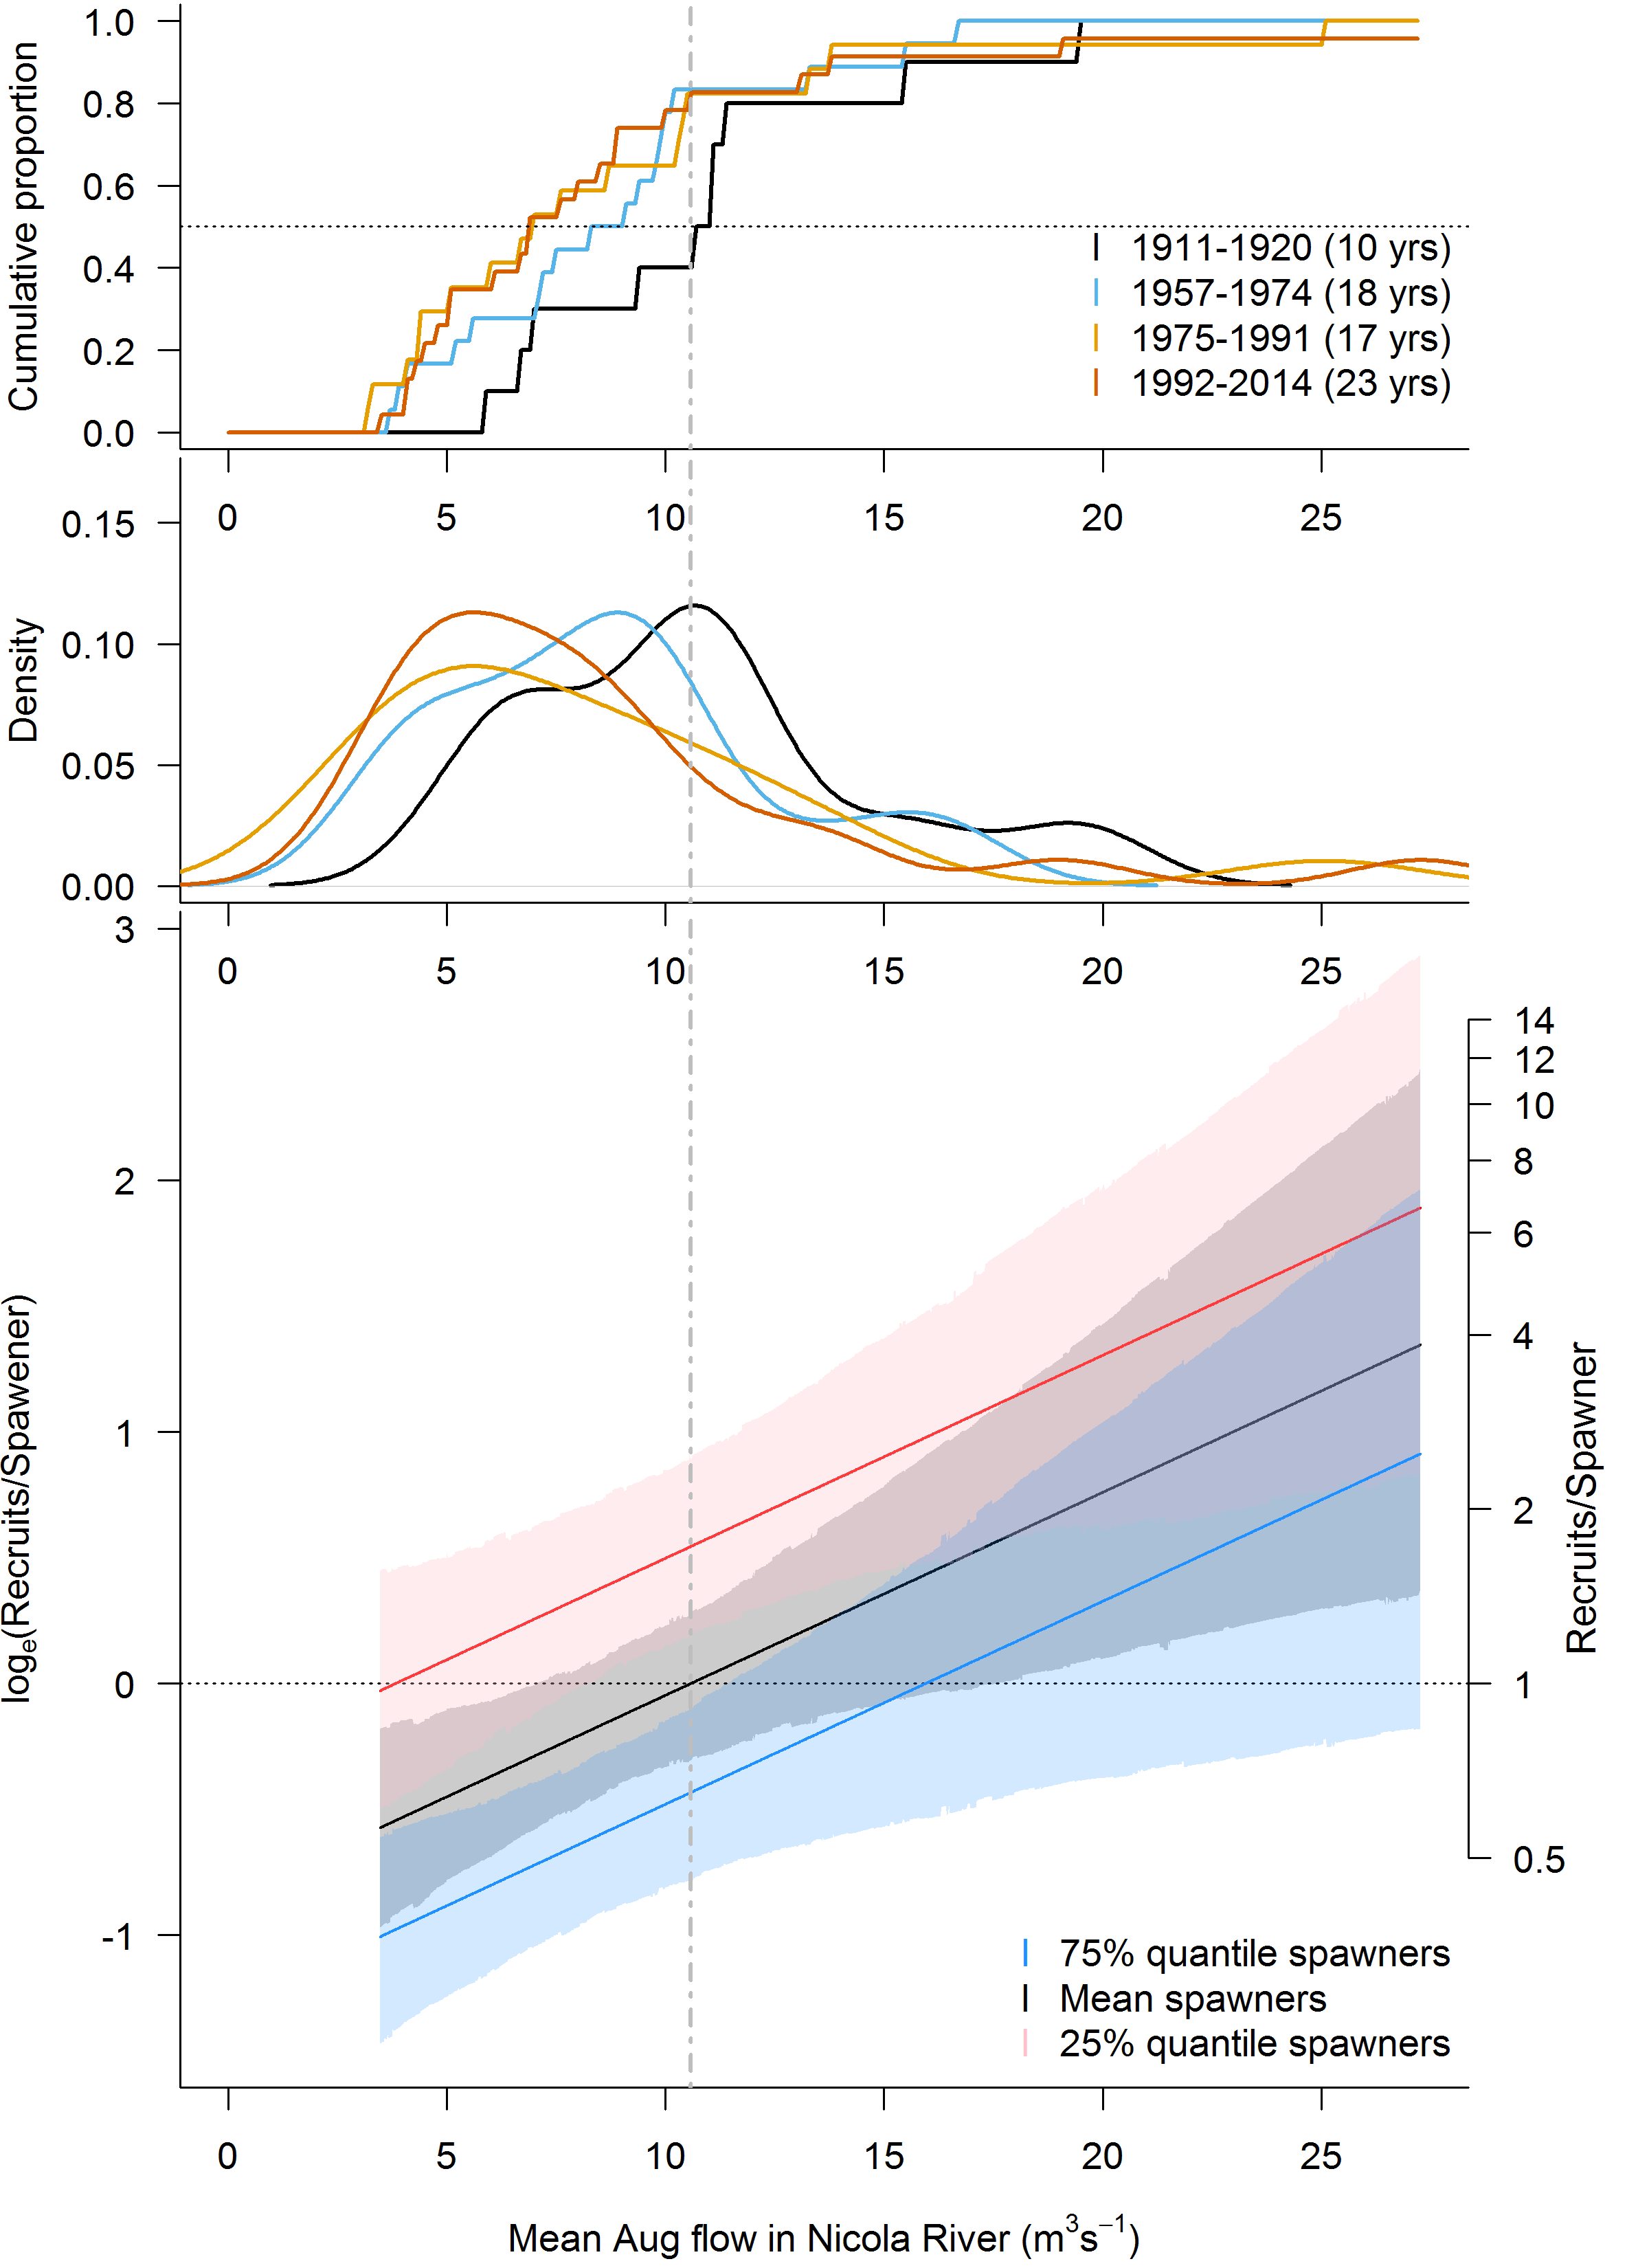 Cumulative proportion
1.0
0.8
0.6
0.4
0.2
0.0
1911-1920 (10 yrs)
1957-1974 (18 yrs)
1975-1991 (17 yrs)
1992-2014 (23 yrs)
0 5 10 15 20 25
Density
0.15
0.10
0.05
0.00
0 5 10 15 20 25
log_e(Recruits/Spawener)
3
2
1
0
-1
Recruits/Spawner
14
12
10
8
6
4
2
1
0.5
75% quantile spawners
Mean spawners
25% quantile spawners
0 5 10 15 20 25
Mean Aug flow in Nicola River (m³s⁻¹)